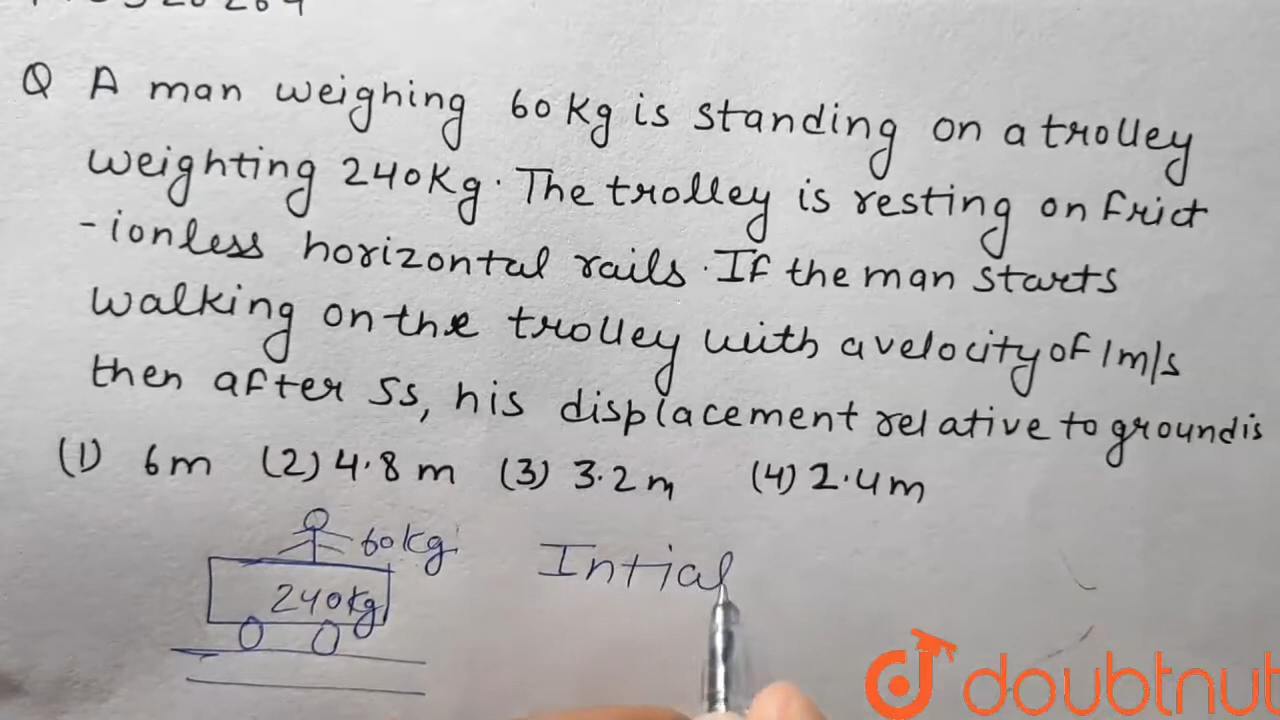 Q A man weighing 60 kg is standing on a trolley
weighting 240 kg. The trolley is resting on frict
-ionless horizontal rails. If the man starts
walking on the trolley with a velocity of 1 m/s
then after 5s, his displacement relative to ground is
(1) 6m (2) 4.8 m (3) 3.2 m (4) 2.4 m
60 kg
Intial
240 kg
doubtnut